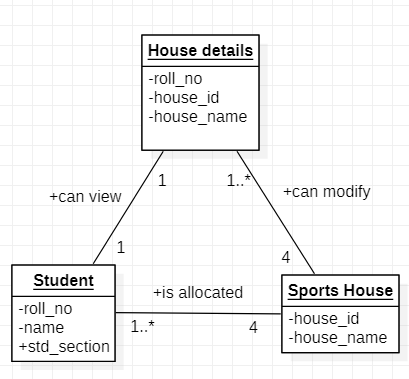 House details
-roll_no
-house_id
-house_name
+can view
1
1..*
+can modify
1
4
Student
-roll_no
-name
+std_section
+is allocated
1..*
4
Sports House
-house_id
-house_name